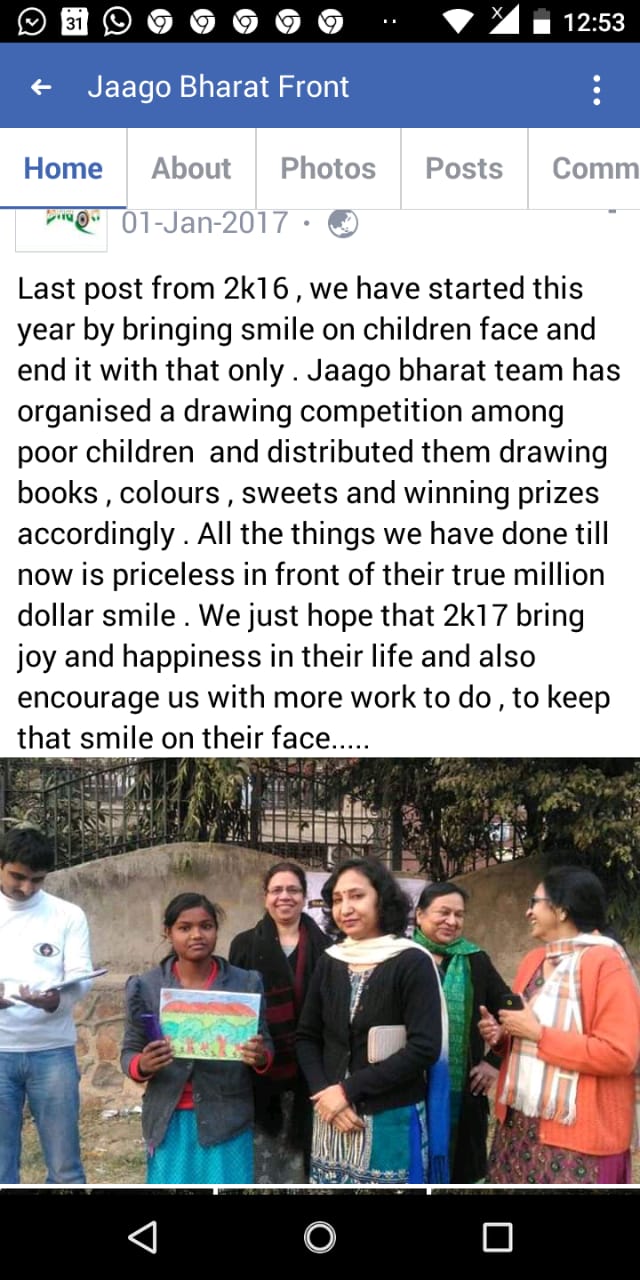 31 12:53
Jaago Bharat Front
Home About Photos Posts Comm
01-Jan-2017 ·
Last post from 2k16 , we have started this
year by bringing smile on children face and
end it with that only . Jaago bharat team has
organised a drawing competition among
poor children  and distributed them drawing
books , colours , sweets and winning prizes
accordingly . All the things we have done till
now is priceless in front of their true million
dollar smile . We just hope that 2k17 bring
joy and happiness in their life and also
encourage us with more work to do , to keep
that smile on their face.....